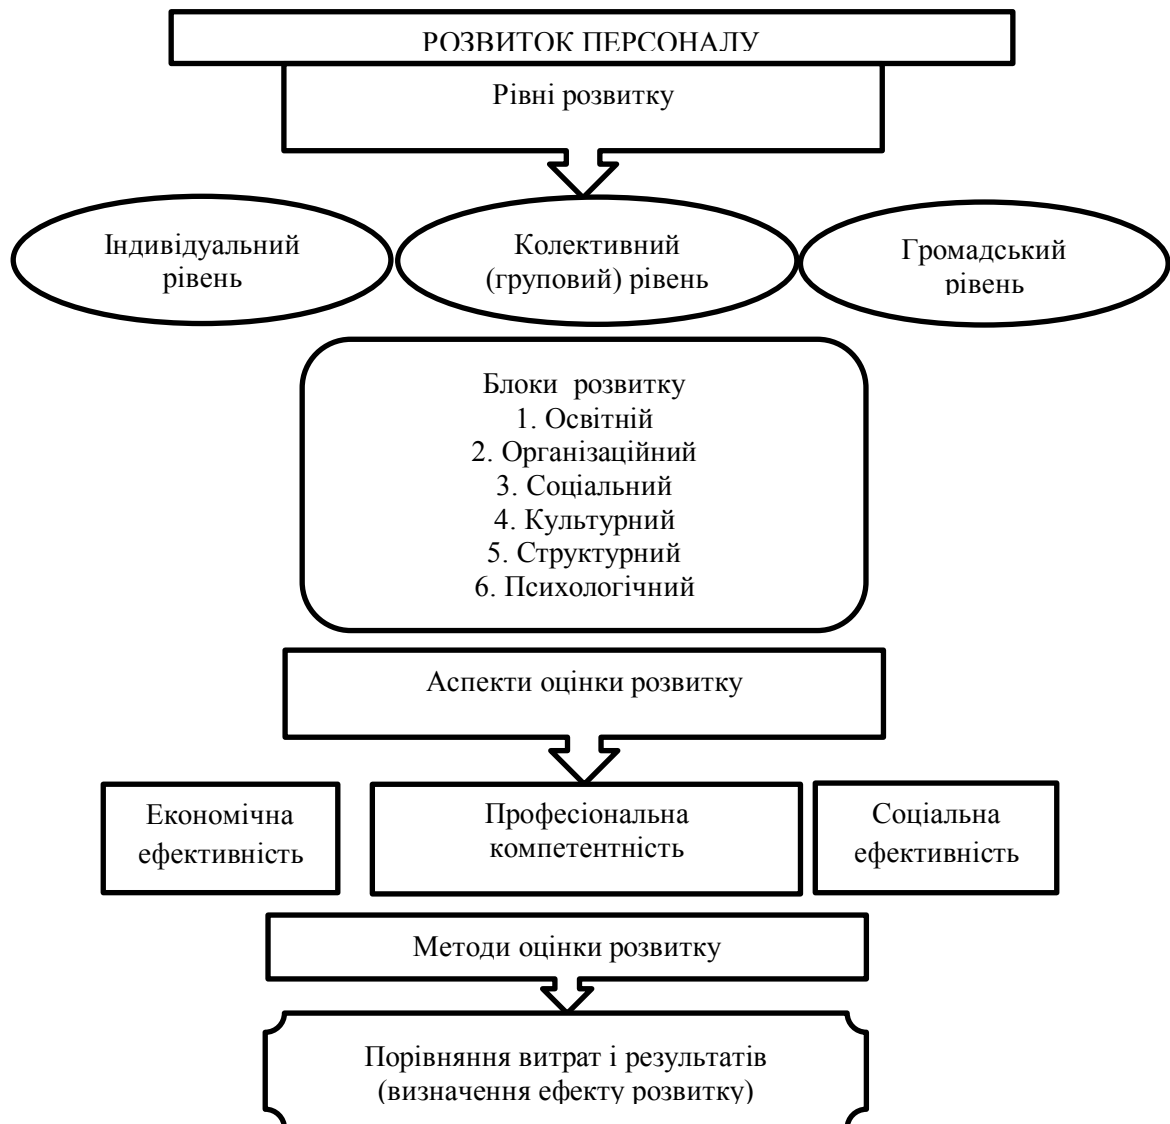 РОЗВИТОК ПЕРСОНАЛУ
Рівні розвитку
Індивідуальний
рівень
Колективний
(груповий) рівень
Громадський
рівень
Блоки розвитку
1. Освітній
2. Організаційний
3. Соціальний
4. Культурний
5. Структурний
6. Психологічний
Аспекти оцінки розвитку
Економічна
ефективність
Професіональна
компетентність
Соціальна
ефективність
Методи оцінки розвитку
Порівняння витрат і результатів
(визначення ефекту розвитку)